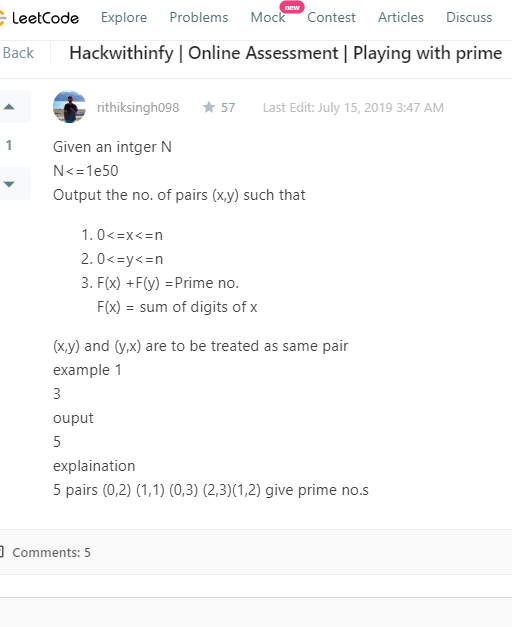 LeetCode Explore Problems Mock new Contest Articles Discuss
Back Hackwithinfy | Online Assessment | Playing with prime
rithiksingh098 ★ 57 Last Edit: July 15, 2019 3:47 AM
1
Given an intger N
N<=1e50
Output the no. of pairs (x,y) such that
1. 0<=x<=n
2. 0<=y<=n
3. F(x) +F(y) =Prime no.
F(x) = sum of digits of x
(x,y) and (y,x) are to be treated as same pair
example 1
3
ouput
5
explaination
5 pairs (0,2) (1,1) (0,3) (2,3)(1,2) give prime no.s
Comments: 5